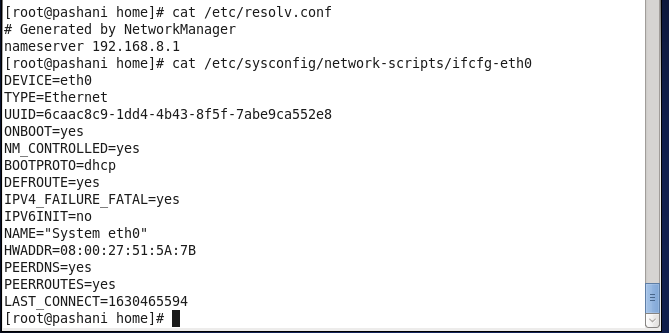 [root@pashani home]# cat /etc/resolv.conf
# Generated by NetworkManager
nameserver 192.168.8.1
[root@pashani home]# cat /etc/sysconfig/network-scripts/ifcfg-eth0
DEVICE=eth0
TYPE=Ethernet
UUID=6caac8c9-1dd4-4b43-8f5f-7abe9ca552e8
ONBOOT=yes
NM_CONTROLLED=yes
BOOTPROTO=dhcp
DEFROUTE=yes
IPV4_FAILURE_FATAL=yes
IPV6INIT=no
NAME="System eth0"
HWADDR=08:00:27:51:5A:7B
PEERDNS=yes
PEERROUTES=yes
LAST_CONNECT=1630465594
[root@pashani home]#